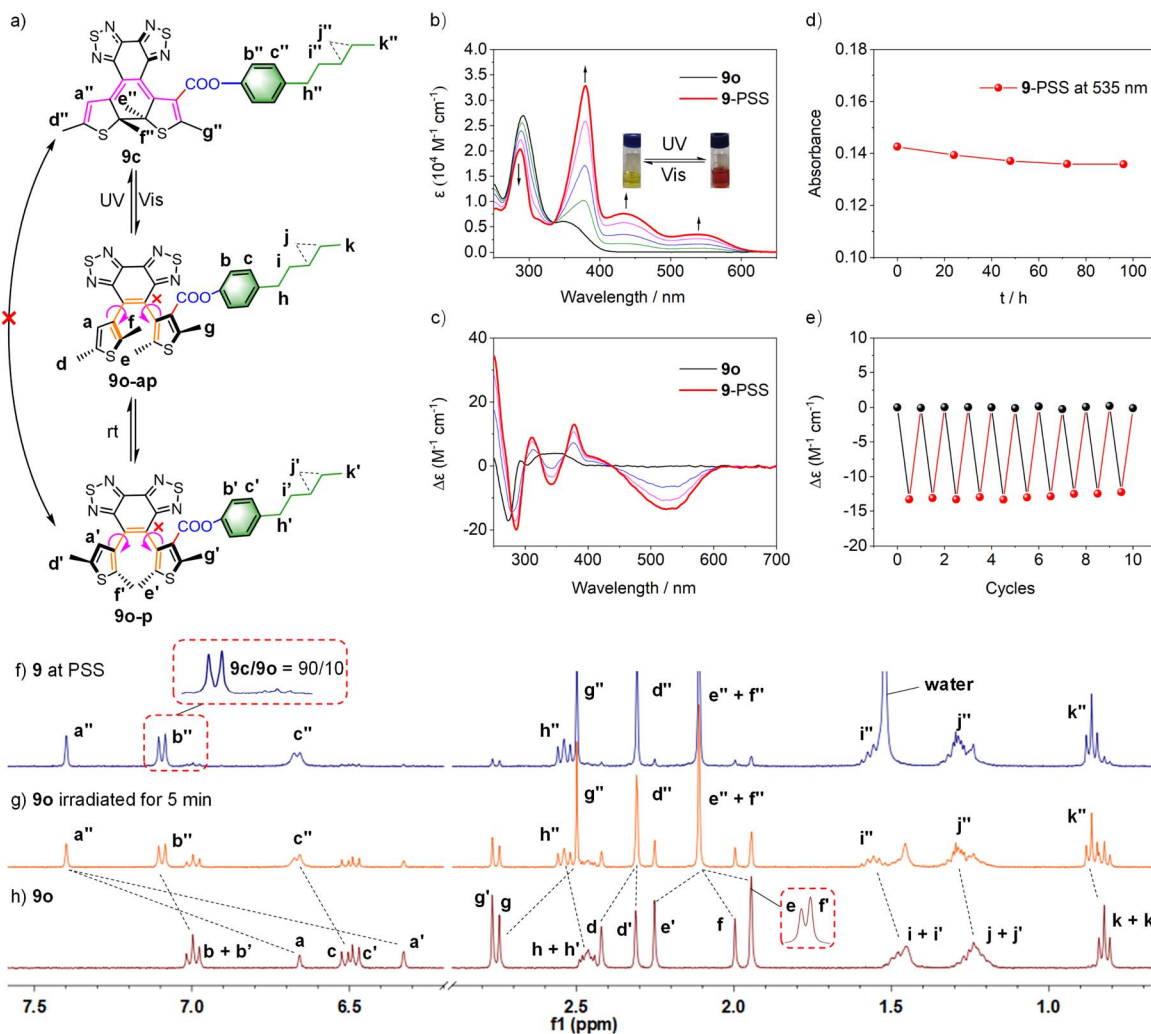 a)
N N N N
S S
j''
k''
b'' c''
i''
COO
a''
h''
e''
d''
S f'' S g''
9c
UV Vis
N N N N
S S
j
k
b c
i
COO
h
a f
g
S S
d e
9o-ap
rt
N N N N
S S
j'
k'
b' c'
i'
COO
h'
a'
g'
d' S S
f' e'
9o-p
b)
ε (10⁴ M⁻¹ cm⁻¹)
4.0
3.5
3.0
2.5
2.0
1.5
1.0
0.5
0.0
9o
9-PSS
UV
Vis
300 400 500 600
Wavelength / nm
c)
Δε (M⁻¹ cm⁻¹)
40
20
0
-20
9o
9-PSS
300 400 500 600 700
Wavelength / nm
d)
Absorbance
0.18
0.16
0.14
0.12
0.10
9-PSS at 535 nm
0 20 40 60 80 100
t / h
e)
Δε (M⁻¹ cm⁻¹)
10
5
0
-5
-10
-15
-20
-25
0 2 4 6 8 10
Cycles
f) 9 at PSS
9c/9o = 90/10
a'' b'' c'' h'' g'' d'' e'' + f'' water i'' j'' k''
g) 9o irradiated for 5 min
a'' b'' c'' h'' g'' d'' e'' + f'' i'' j'' k''
h) 9o
b + b' a c c' a' g' g h + h' d d' e' f e f' i + i' j + j' k + k
7.5 7.0 6.5 2.5 2.0 1.5 1.0
f1 (ppm)